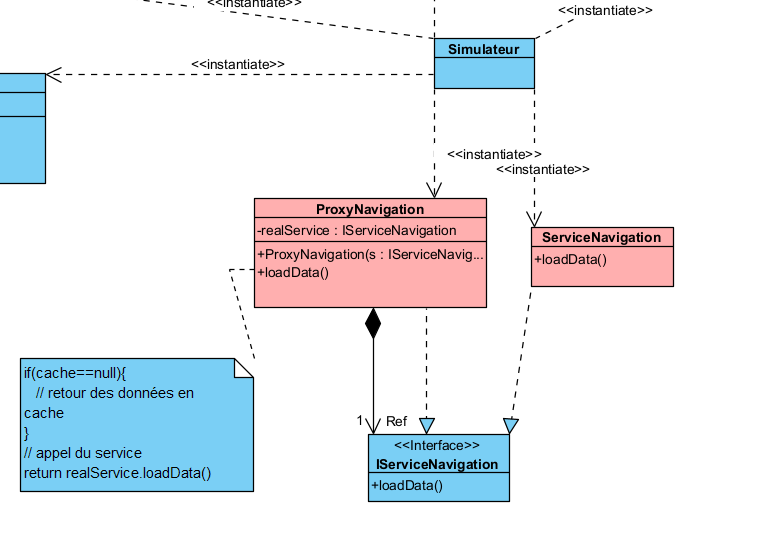 <<instantiate>>
<<instantiate>>
Simulateur
<<instantiate>>
<<instantiate>>
<<instantiate>>
ProxyNavigation
-realService : IServiceNavigation
+ProxyNavigation(s : IServiceNavig...
+loadData()
ServiceNavigation
+loadData()
if(cache==null){
// retour des données en
cache
}
// appel du service
return realService.loadData()
1
Ref
<<Interface>>
IServiceNavigation
+loadData()